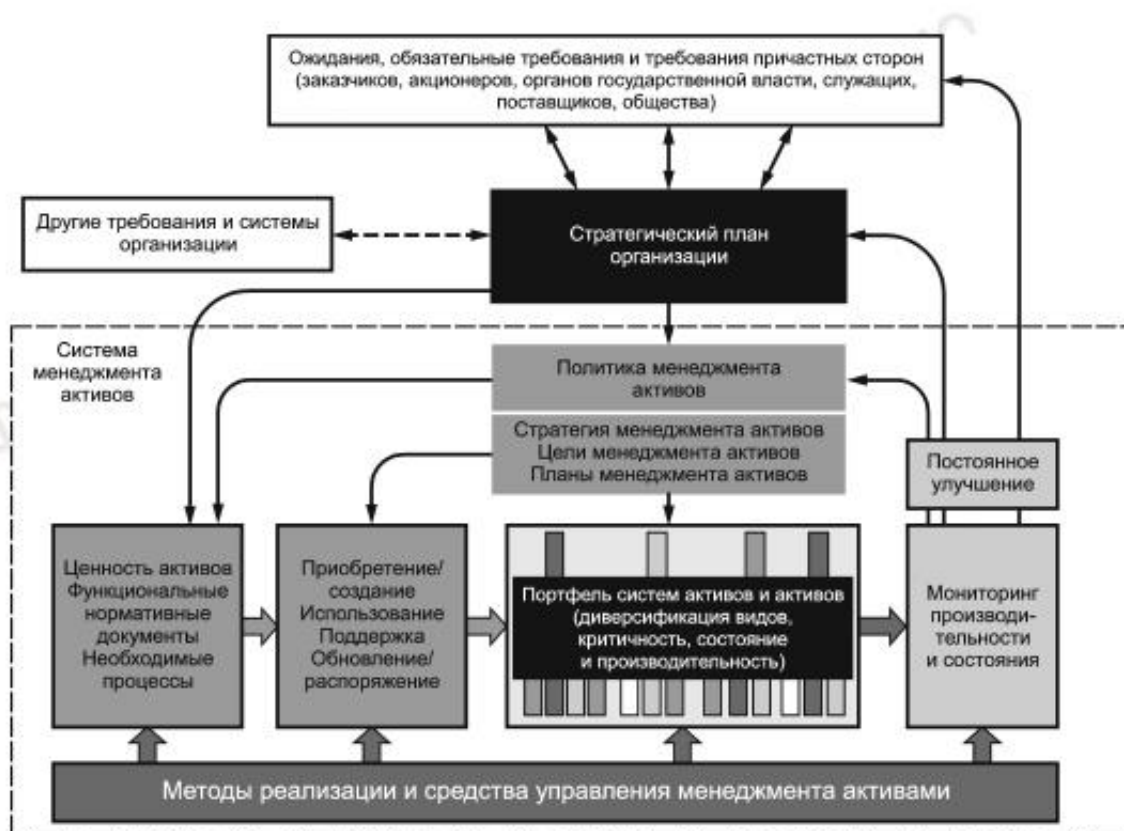 Ожидания, обязательные требования и требования причастных сторон
(заказчиков, акционеров, органов государственной власти, служащих,
поставщиков, общества)
Другие требования и системы
организации
Стратегический план
организации
Система
менеджмента
активов
Политика менеджмента
активов
Стратегия менеджмента активов
Цели менеджмента активов
Планы менеджмента активов
Постоянное
улучшение
Ценность активов
Функциональные
нормативные
документы
Необходимые
процессы
Приобретение/
создание
Использование
Поддержка
Обновление/
распоряжение
Портфель систем активов и активов
(диверсификация видов,
критичность, состояние
и производительность)
Мониторинг
производи-
тельности
и состояния
Методы реализации и средства управления менеджмента активами